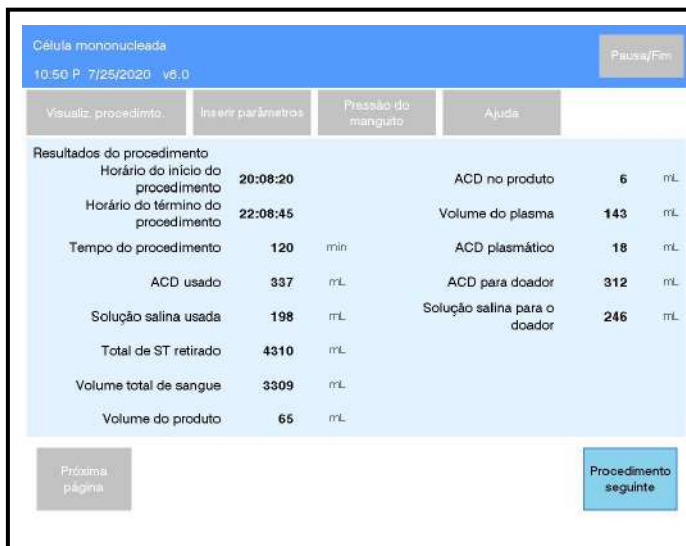 Célula mononucleada
Pausa/Fim
10:50 P 7/25/2020 v6.0
Visualiz. procedimto.
Inserir parâmetros
Pressão do
manguito
Ajuda
Resultados do procedimento
Horário do início do
procedimento 20:08:20
Horário do término do
procedimento 22:08:45
Tempo do procedimento 120 min
ACD usado 337 mL
Solução salina usada 198 mL
Total de ST retirado 4310 mL
Volume total de sangue 3309 mL
Volume do produto 65 mL
ACD no produto 6 mL
Volume do plasma 143 mL
ACD plasmático 18 mL
ACD para doador 312 mL
Solução salina para o
doador 246 mL
Próxima
página
Procedimento
seguinte